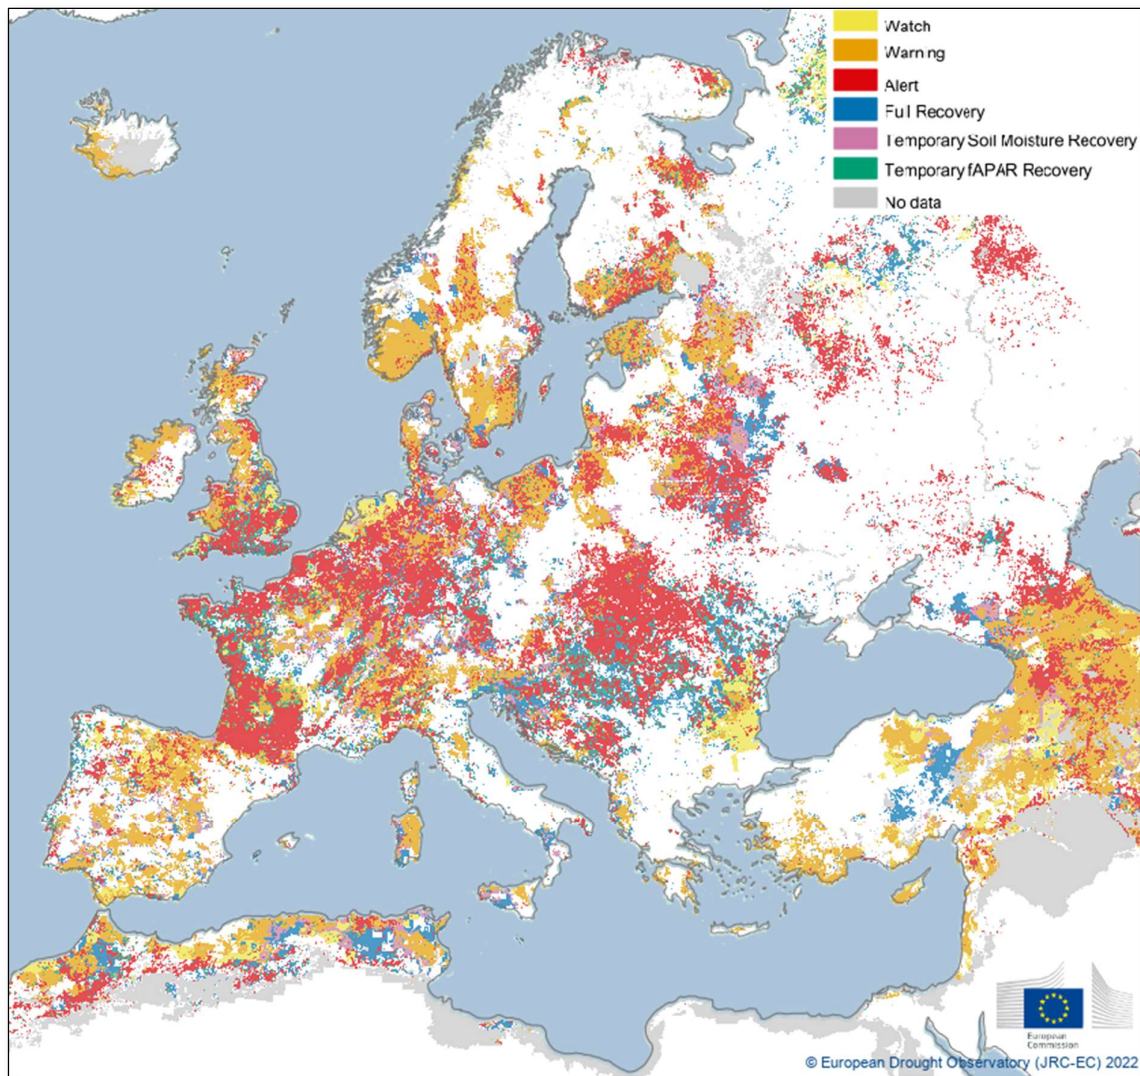 Watch
Warning
Alert
Full Recovery
Temporary Soil Moisture Recovery
Temporary fAPAR Recovery
No data
European
Commission
© European Drought Observatory (JRC-EC) 2022